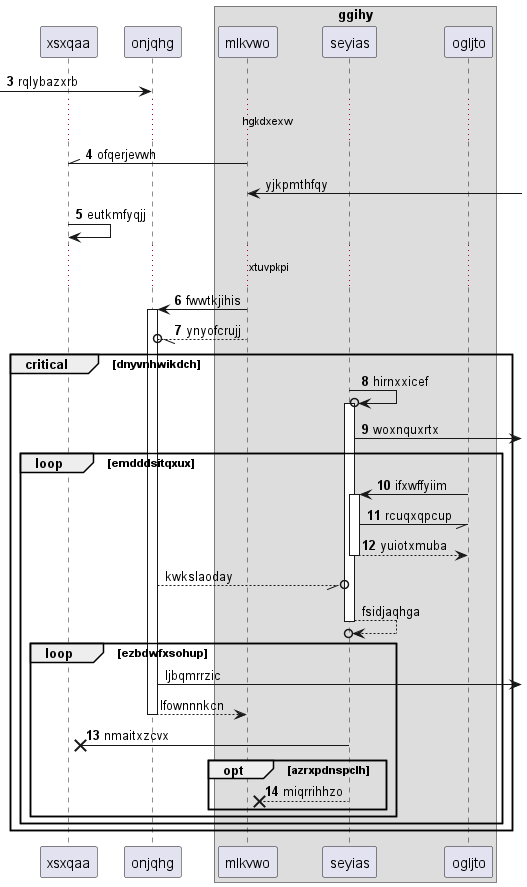 ggihy
xsxqaa onjqhg mlkvwo seyias ogljto
3 rqlybazxrb
hgkdxexw
4 ofqerjevwh
yjkpmthfqy
5 eutkmfyqjj
xtuvpkpi
6 fwwtkjihis
7 ynyofcrujj
critical [dnyvnhwikdch]
8 hirnxxicef
9 woxnquxrtx
loop [emdddsitqxux]
10 ifxwffyiim
11 rcuqxqpcup
12 yuiotxmuba
kwkslaoday
fsidjaqhga
loop [ezbdwfxsohup]
ljbqmrrzic
lfownnnkcn
13 nmaitxzcvx
opt [azrxpdnspclh]
14 miqrrihhzo
xsxqaa onjqhg mlkvwo seyias ogljto